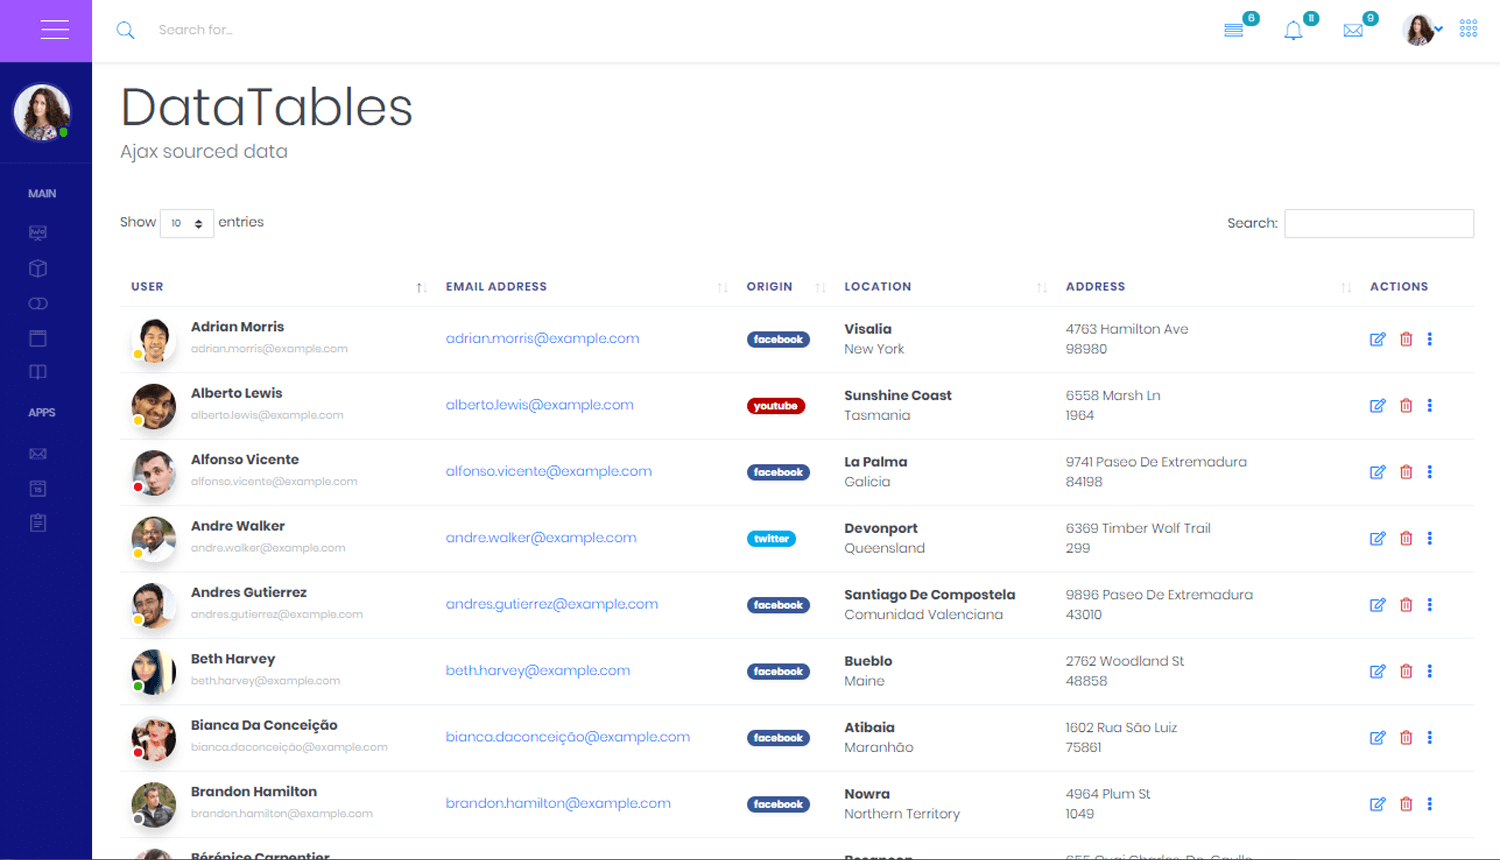 Search for...
6
11
9
DataTables
Ajax sourced data
MAIN
APPS
Show 10 entries
Search:
USER EMAIL ADDRESS ORIGIN LOCATION ADDRESS ACTIONS
Adrian Morris
adrian.morris@example.com
adrian.morris@example.com
facebook
Visalia
New York
4763 Hamilton Ave
98980
Alberto Lewis
alberto.lewis@example.com
alberto.lewis@example.com
youtube
Sunshine Coast
Tasmania
6558 Marsh Ln
1964
Alfonso Vicente
alfonso.vicente@example.com
alfonso.vicente@example.com
facebook
La Palma
Galicia
9741 Paseo De Extremadura
84198
Andre Walker
andre.walker@example.com
andre.walker@example.com
twitter
Devonport
Queensland
6369 Timber Wolf Trail
299
Andres Gutierrez
andres.gutierrez@example.com
andres.gutierrez@example.com
facebook
Santiago De Compostela
Comunidad Valenciana
9896 Paseo De Extremadura
43010
Beth Harvey
beth.harvey@example.com
beth.harvey@example.com
facebook
Bueblo
Maine
2762 Woodland St
48858
Bianca Da Conceição
bianca.daconceição@example.com
bianca.daconceição@example.com
facebook
Atibaia
Maranhão
1602 Rua São Luiz
75861
Brandon Hamilton
brandon.hamilton@example.com
brandon.hamilton@example.com
facebook
Nowra
Northern Territory
4964 Plum St
1049
Bérénice Carpentier
Besançon
655 Quai Charles-De-Gaulle